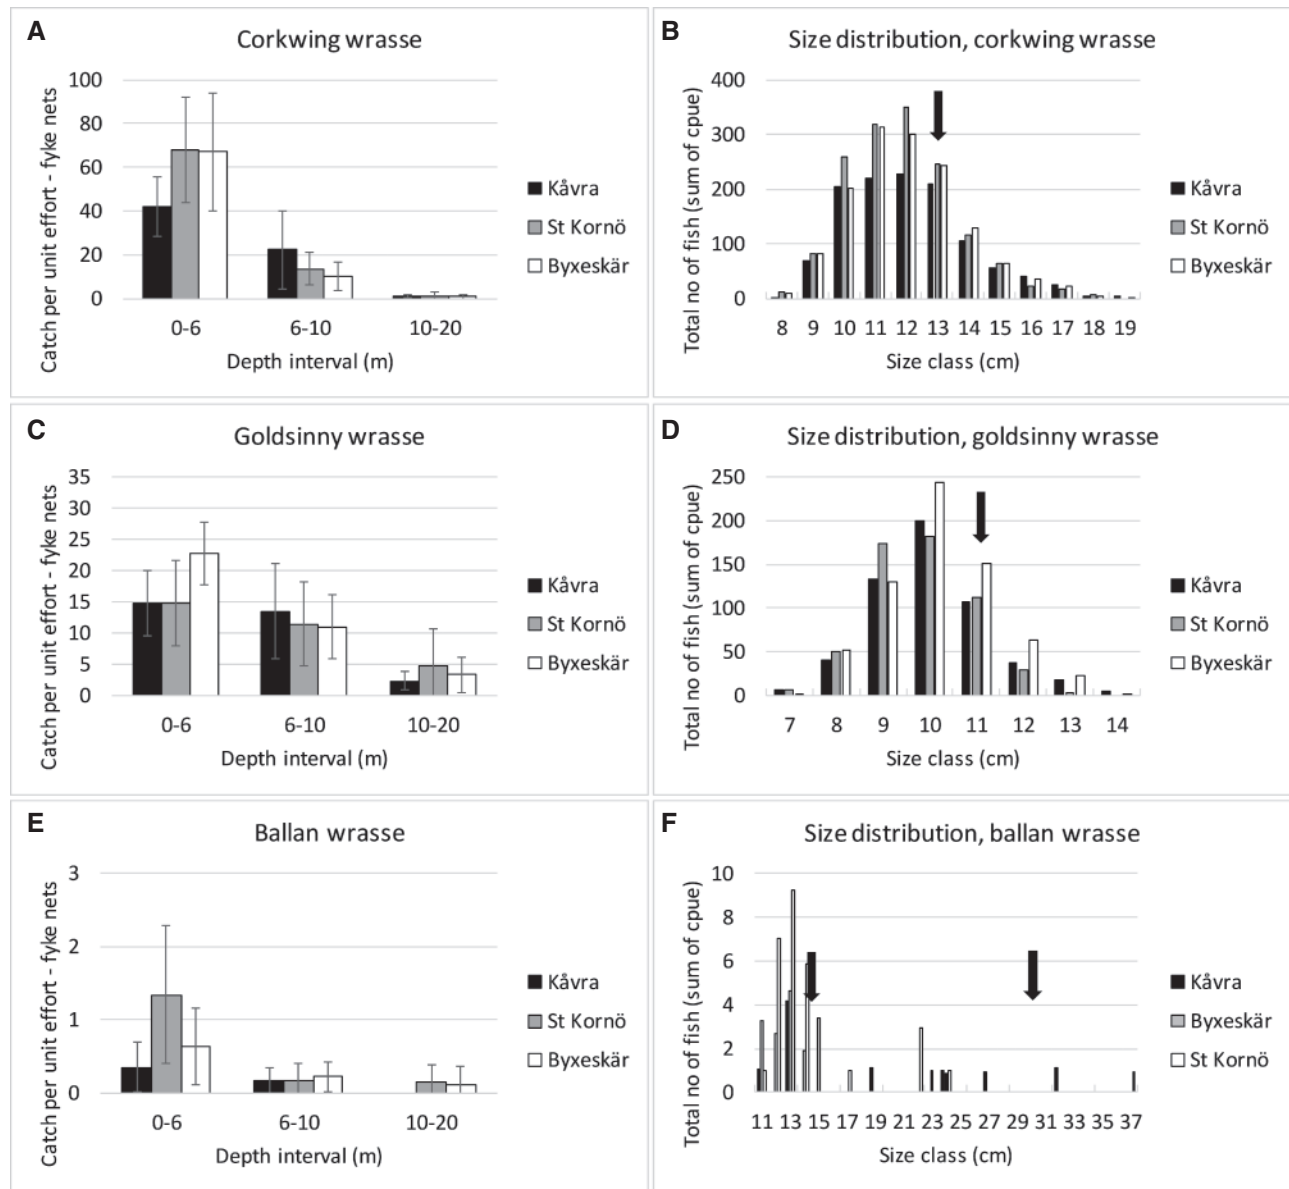 A
Corkwing wrasse
Catch per unit effort - fyke nets
100
80
60
40
20
0
0-6
6-10
10-20
Depth interval (m)
Kåvra
St Kornö
Byxeskär
B
Size distribution, corkwing wrasse
Total no of fish (sum of cpue)
400
300
200
100
0
8
9
10
11
12
13
14
15
16
17
18
19
Size class (cm)
Kåvra
St Kornö
Byxeskär
C
Goldsinny wrasse
Catch per unit effort - fyke nets
35
30
25
20
15
10
5
0
0-6
6-10
10-20
Depth interval (m)
Kåvra
St Kornö
Byxeskär
D
Size distribution, goldsinny wrasse
Total no of fish (sum of cpue)
250
200
150
100
50
0
7
8
9
10
11
12
13
14
Size class (cm)
Kåvra
St Kornö
Byxeskär
E
Ballan wrasse
Catch per unit effort - fyke nets
3
2
1
0
0-6
6-10
10-20
Depth interval (m)
Kåvra
St Kornö
Byxeskär
F
Size distribution, ballan wrasse
Total no of fish (sum of cpue)
10
8
6
4
2
0
11
13
15
17
19
21
23
25
27
29
31
33
35
37
Size class (cm)
Kåvra
Byxeskär
St Kornö